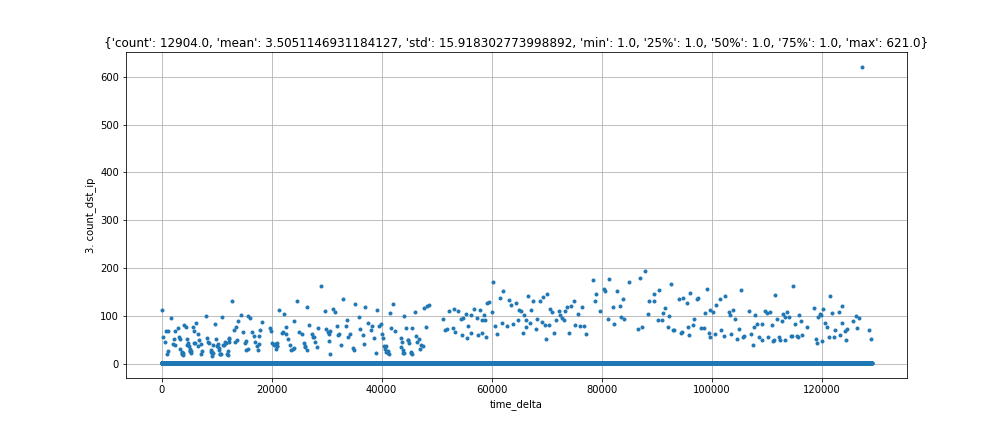 {'count': 12904.0, 'mean': 3.5051146931184127, 'std': 15.918302773998892, 'min': 1.0, '25%': 1.0, '50%': 1.0, '75%': 1.0, 'max': 621.0}
600
500
400
300
200
100
0
3. count_dst_ip
0 20000 40000 60000 80000 100000 120000
time_delta